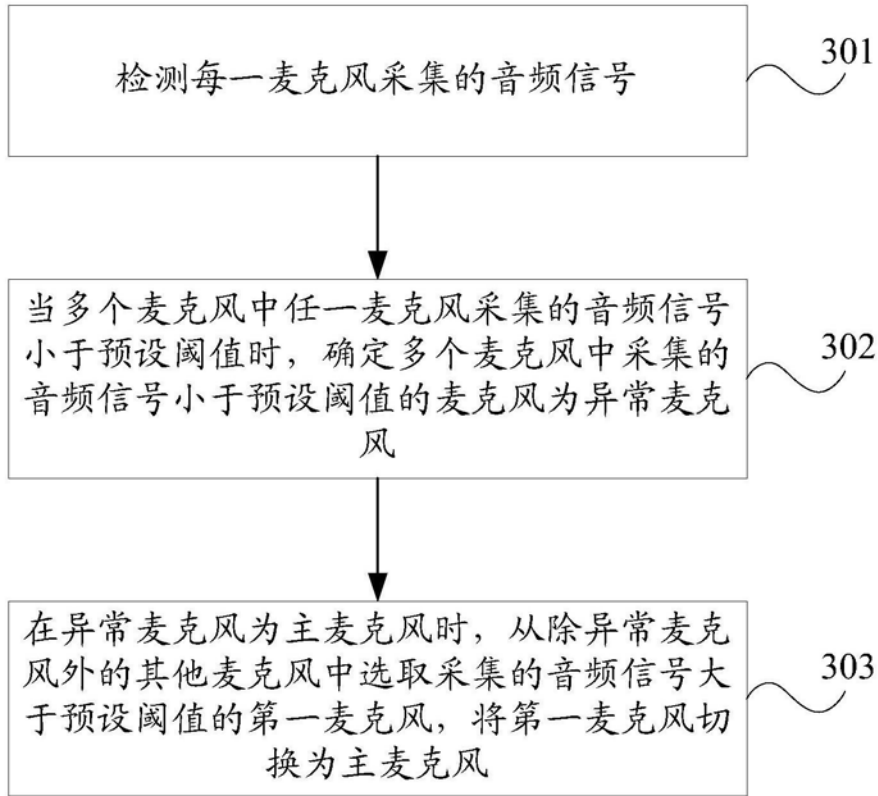 检测每一麦克风采集的音频信号
301
当多个麦克风中任一麦克风采集的音频信号
小于预设阈值时，确定多个麦克风中采集的
音频信号小于预设阈值的麦克风为异常麦克
风
302
在异常麦克风为主麦克风时，从除异常麦克
风外的其他麦克风中选取采集的音频信号大
于预设阈值的第一麦克风，将第一麦克风切
换为主麦克风
303